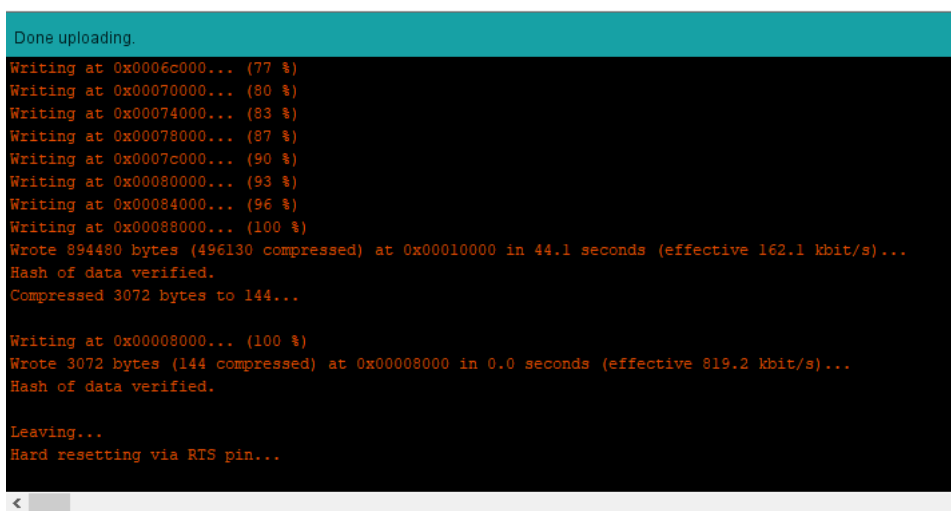 Done uploading.
Writing at 0x0006c000... (77 %)
Writing at 0x00070000... (80 %)
Writing at 0x00074000... (83 %)
Writing at 0x00078000... (87 %)
Writing at 0x0007c000... (90 %)
Writing at 0x00080000... (93 %)
Writing at 0x00084000... (96 %)
Writing at 0x00088000... (100 %)
Wrote 894480 bytes (496130 compressed) at 0x00010000 in 44.1 seconds (effective 162.1 kbit/s)...
Hash of data verified.
Compressed 3072 bytes to 144...
Writing at 0x00008000... (100 %)
Wrote 3072 bytes (144 compressed) at 0x00008000 in 0.0 seconds (effective 819.2 kbit/s)...
Hash of data verified.
Leaving...
Hard resetting via RTS pin...